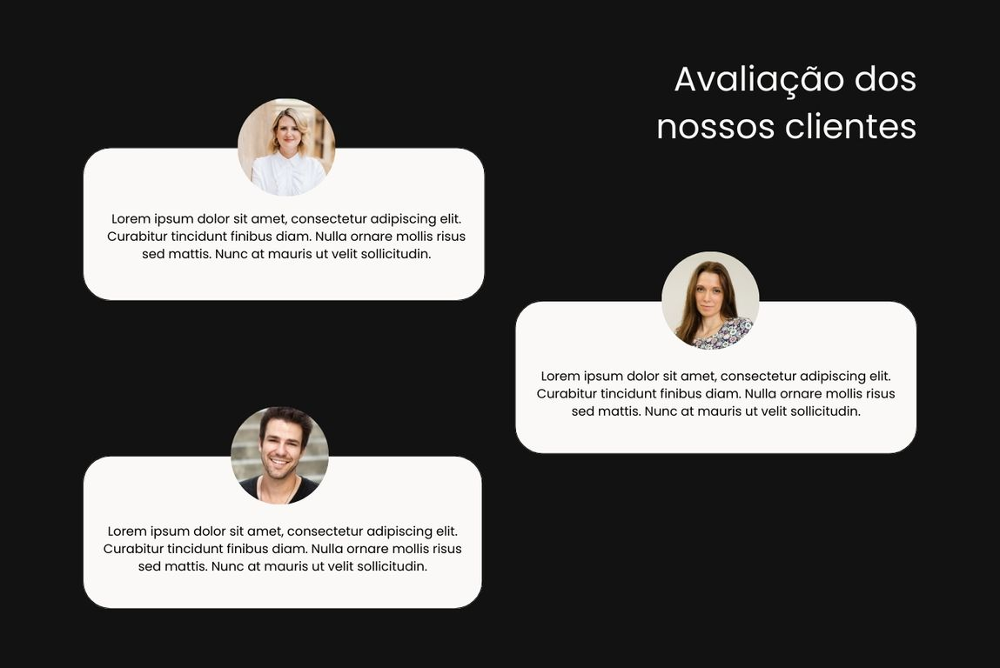 Avaliação dos
nossos clientes
Lorem ipsum dolor sit amet, consectetur adipiscing elit.
Curabitur tincidunt finibus diam. Nulla ornare mollis risus
sed mattis. Nunc at mauris ut velit sollicitudin.
Lorem ipsum dolor sit amet, consectetur adipiscing elit.
Curabitur tincidunt finibus diam. Nulla ornare mollis risus
sed mattis. Nunc at mauris ut velit sollicitudin.
Lorem ipsum dolor sit amet, consectetur adipiscing elit.
Curabitur tincidunt finibus diam. Nulla ornare mollis risus
sed mattis. Nunc at mauris ut velit sollicitudin.